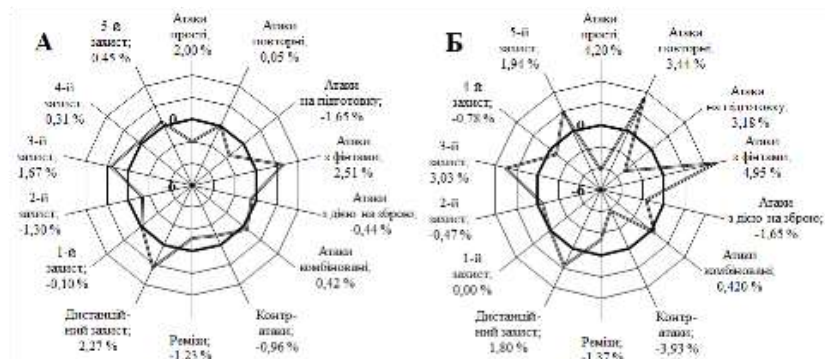 А
5-й
захист;
0,45 %
Атаки
прості;
2,00 %
Атаки
повторні;
0,05 %
Атаки
на підготовку;
-1,65 %
Атаки
з фінтами;
2,51 %
Атаки
з дією на зброю;
-0,44 %
Атаки
комбіновані;
0,42 %
Контр-
атаки;
-0,96 %
Ремізи;
-1,23 %
Дистанцій-
ний захист;
2,27 %
1-й
захист;
-0,10 %
2-й
захист;
-1,30 %
3-й
захист;
1,67 %
4-й
захист;
0,31 %
0
-6
Б
5-й
захист;
1,94 %
Атаки
прості;
4,20 %
Атаки
повторні;
3,44 %
Атаки
на підготовку;
3,18 %
Атаки
з фінтами;
4,95 %
Атаки
з дією на зброю;
-1,65 %
Атаки
комбіновані;
0,420 %
Контр-
атаки;
-3,93 %
Ремізи;
-1,37 %
Дистанцій-
ний захист;
1,80 %
1-й
захист;
0,00 %
2-й
захист;
-0,47 %
3-й
захист;
3,03 %
4-й
захист;
-0,78 %
0
-6